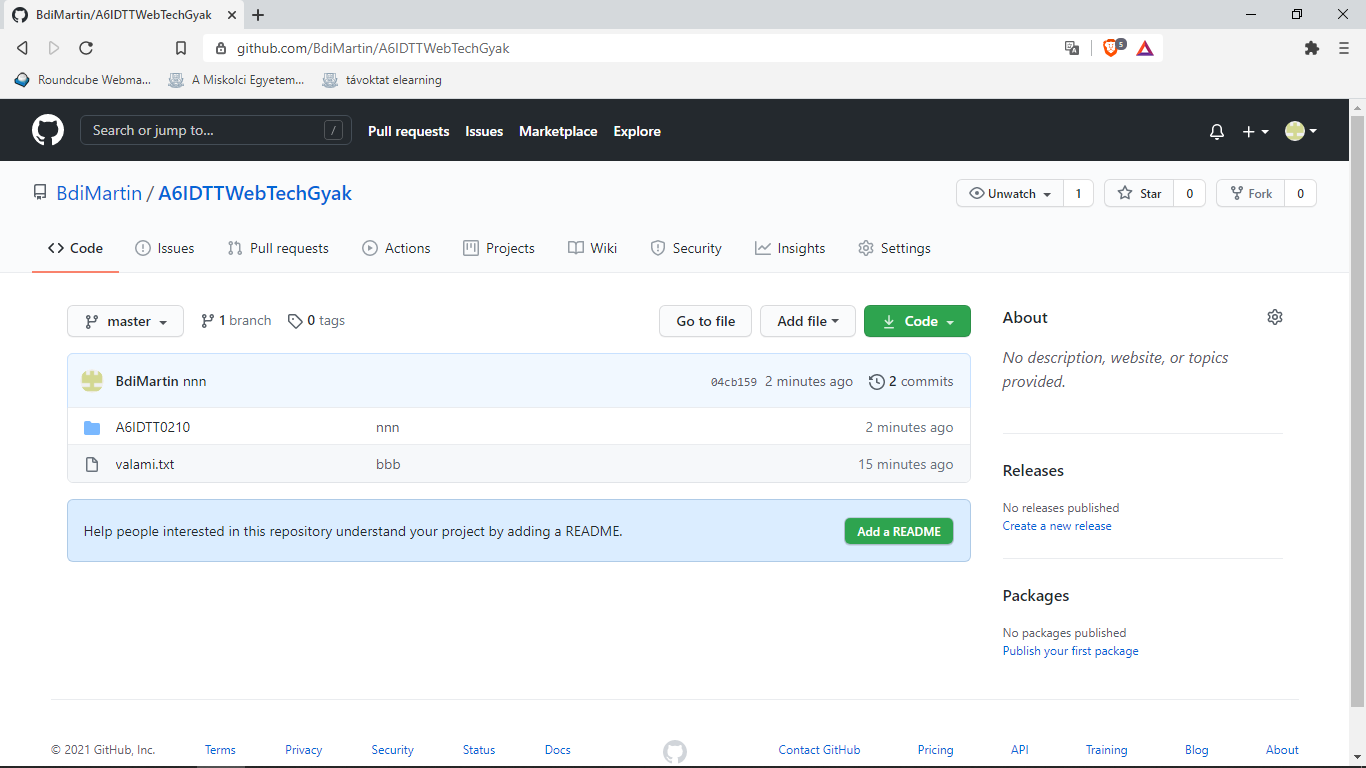 BdiMartin/A6IDTTWebTechGyak
github.com/BdiMartin/A6IDTTWebTechGyak
5
Roundcube Webma... A Miskolci Egyetem... távoktat elearning
Search or jump to... / Pull requests Issues Marketplace Explore
BdiMartin / A6IDTTWebTechGyak Unwatch 1 Star 0 Fork 0
Code Issues Pull requests Actions Projects Wiki Security Insights Settings
master 1 branch 0 tags Go to file Add file Code
BdiMartin nnn 04cb159 2 minutes ago 2 commits
A6IDTT0210 nnn 2 minutes ago
valami.txt bbb 15 minutes ago
Help people interested in this repository understand your project by adding a README. Add a README
About
No description, website, or topics
provided.
Releases
No releases published
Create a new release
Packages
No packages published
Publish your first package
© 2021 GitHub, Inc. Terms Privacy Security Status Docs Contact GitHub Pricing API Training Blog About